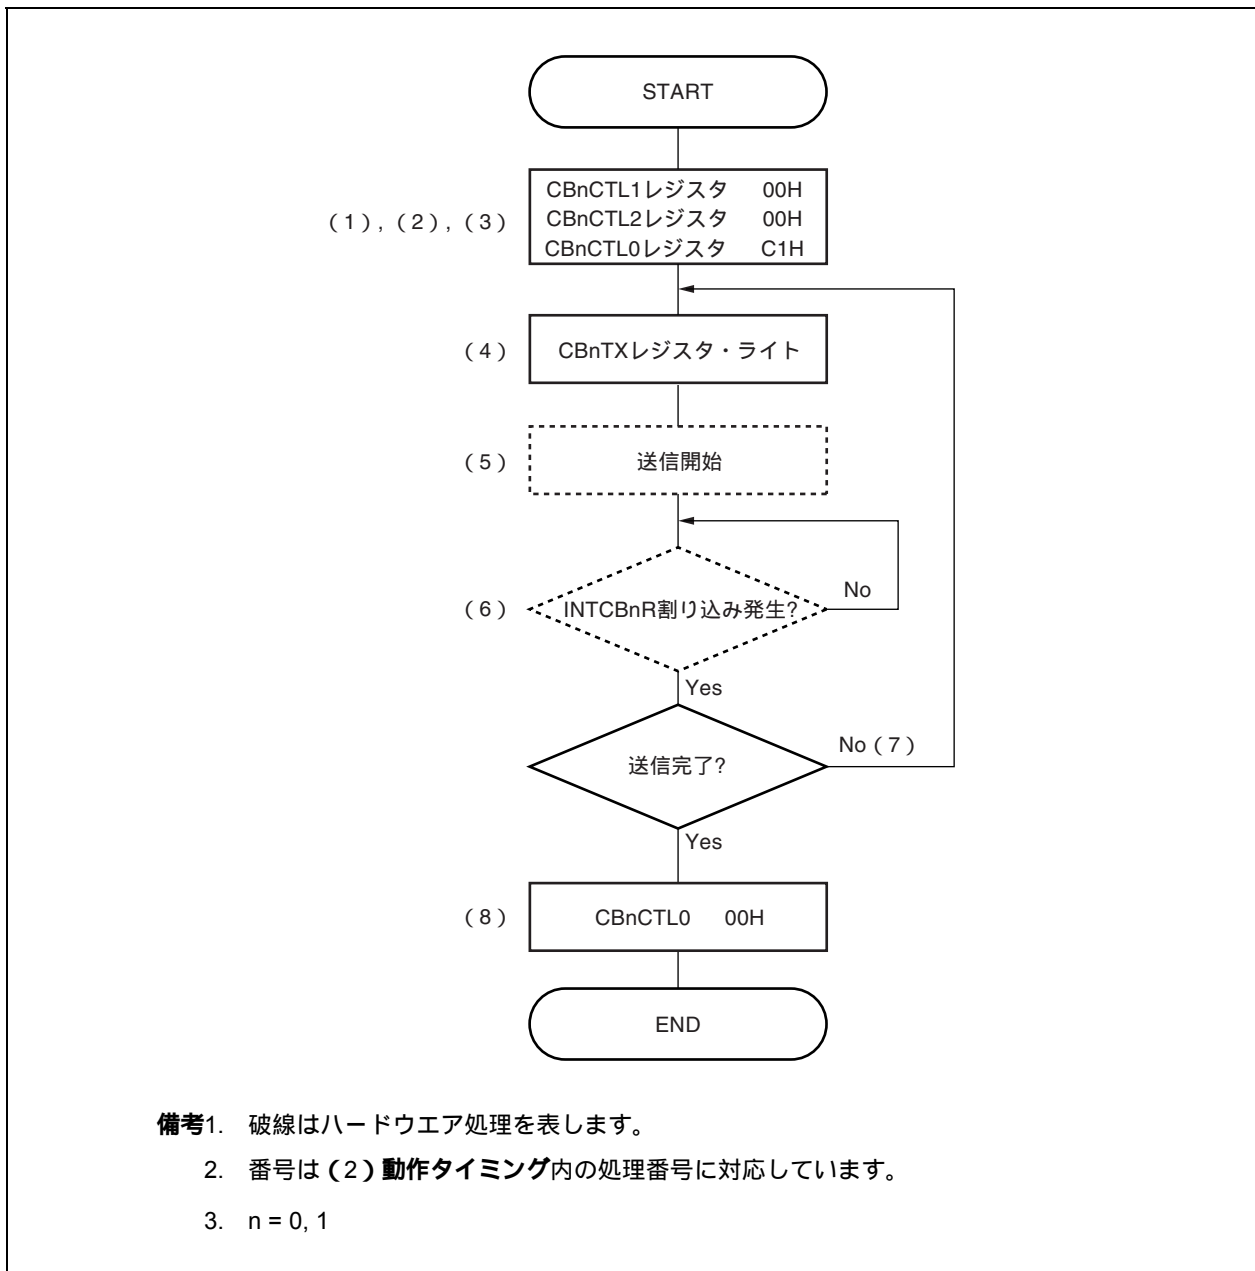 START
CBnCTL1レジスタ 00H
(1), (2), (3) CBnCTL2レジスタ 00H
CBnCTL0レジスタ C1H
(4) CBnTXレジスタ・ライト
(5) 送信開始
No
(6) INTCBnR割り込み発生?
Yes
No(7)
送信完了?
Yes
(8) CBnCTL0 00H
END
備考1. 破線はハードウエア処理を表します。
2. 番号は(2)動作タイミング内の処理番号に対応しています。
3. n = 0, 1